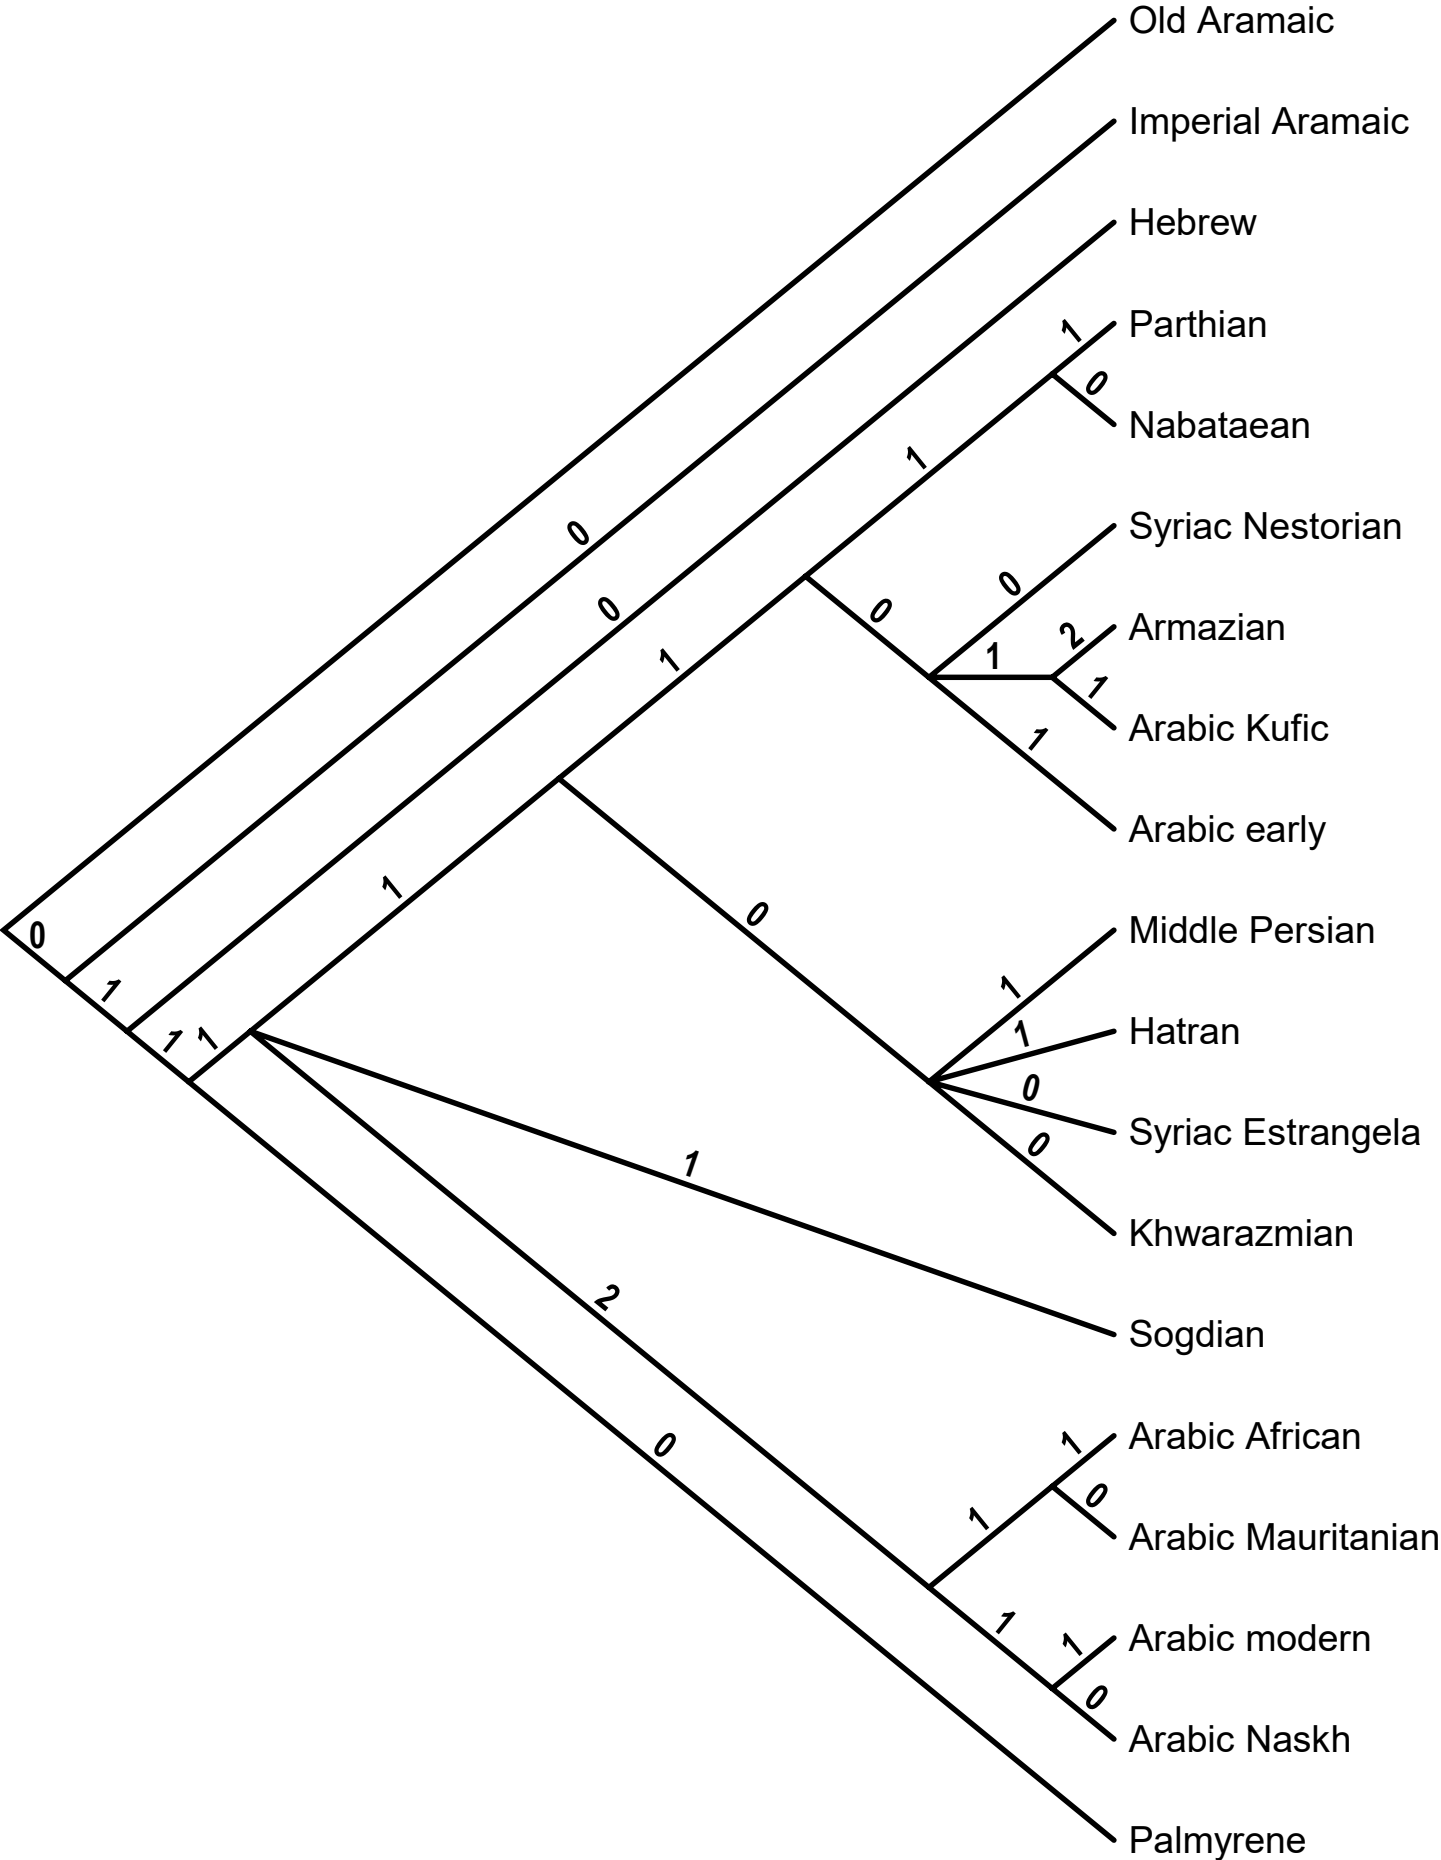 Old Aramaic
Imperial Aramaic
Hebrew
1 Parthian
0
Nabataean
1
Syriac Nestorian
0
0
0
0
2 Armazian
1
1
1
Arabic Kufic
1
Arabic early
1
0
Middle Persian
0
1
1
1
1
1
Hatran
0
Syriac Estrangela
0
1
Khwarazmian
2
Sogdian
0
1 Arabic African
0
1
Arabic Mauritanian
1
1 Arabic modern
0
Arabic Naskh
Palmyrene